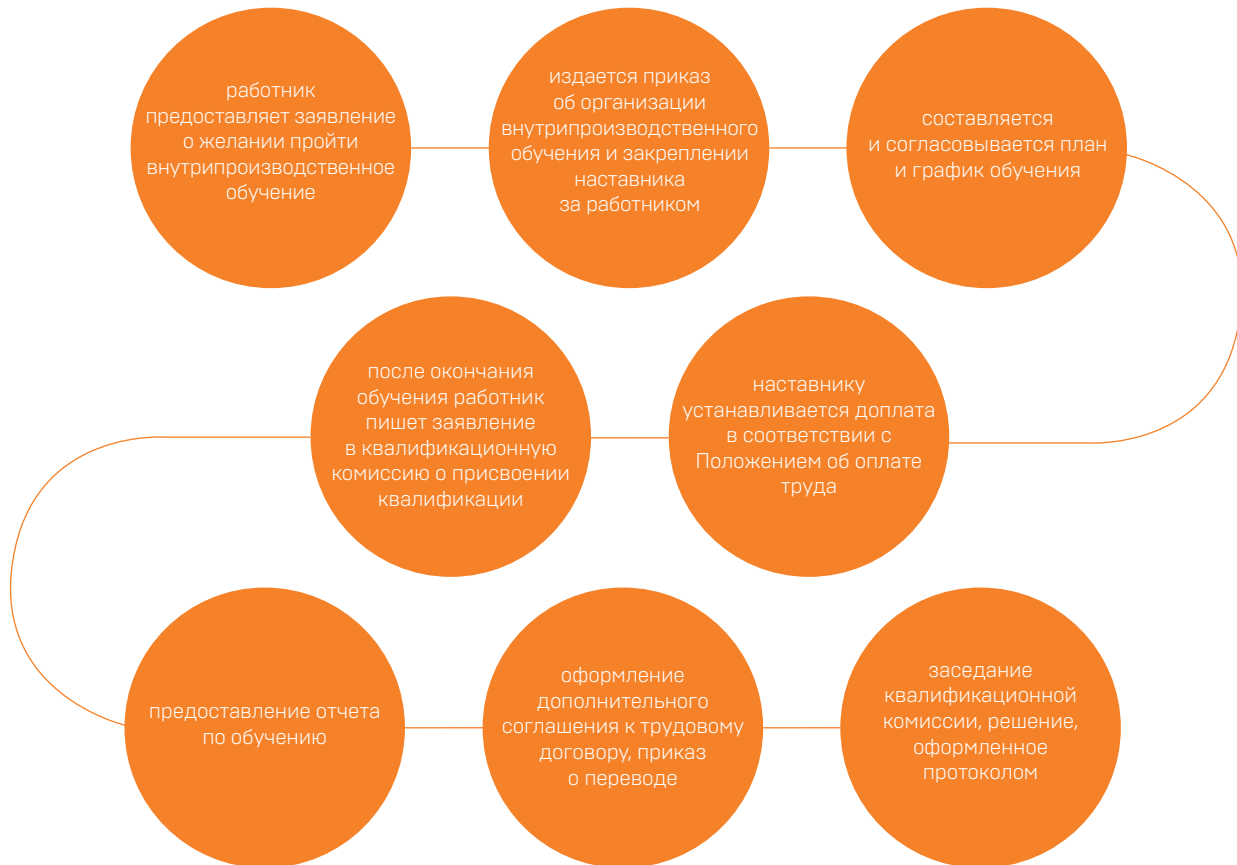 работник
предоставляет заявление
о желании пройти
внутрипроизводственное
обучение
издается приказ
об организации
внутрипроизводственного
обучения и закреплении
наставника
за работником
составляется
и согласовывается план
и график обучения
наставнику
устанавливается доплата
в соответствии с
Положением об оплате
труда
после окончания
обучения работник
пишет заявление
в квалификационную
комиссию о присвоении
квалификации
предоставление отчета
по обучению
оформление
дополнительного
соглашения к трудовому
договору, приказ
о переводе
заседание
квалификационной
комиссии, решение,
оформленное
протоколом